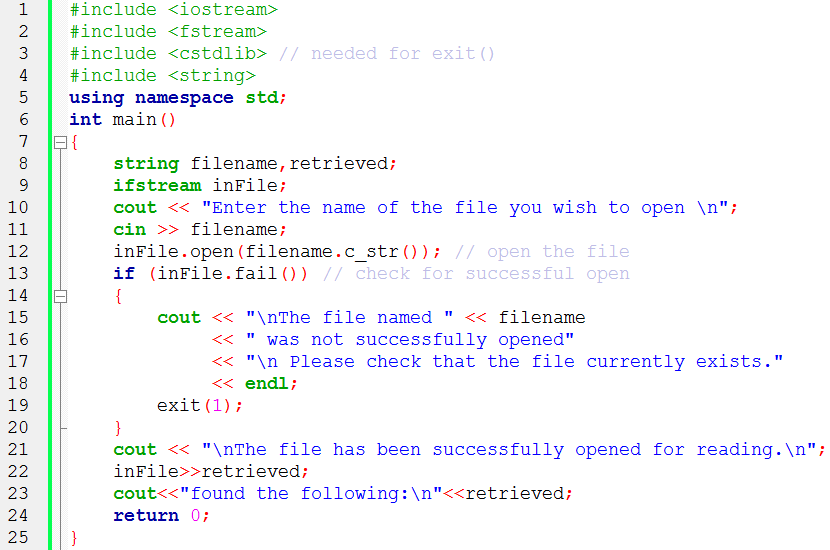 1 #include <iostream>
2 #include <fstream>
3 #include <cstdlib> // needed for exit()
4 #include <string>
5 using namespace std;
6 int main()
7 {
8     string filename,retrieved;
9     ifstream inFile;
10     cout << "Enter the name of the file you wish to open \n";
11     cin >> filename;
12     inFile.open(filename.c_str()); // open the file
13     if (inFile.fail()) // check for successful open
14     {
15         cout << "\nThe file named " << filename
16              << " was not successfully opened"
17              << "\n Please check that the file currently exists."
18              << endl;
19         exit(1);
20     }
21     cout << "\nThe file has been successfully opened for reading.\n";
22     inFile>>retrieved;
23     cout<<"found the following:\n"<<retrieved;
24     return 0;
25 }